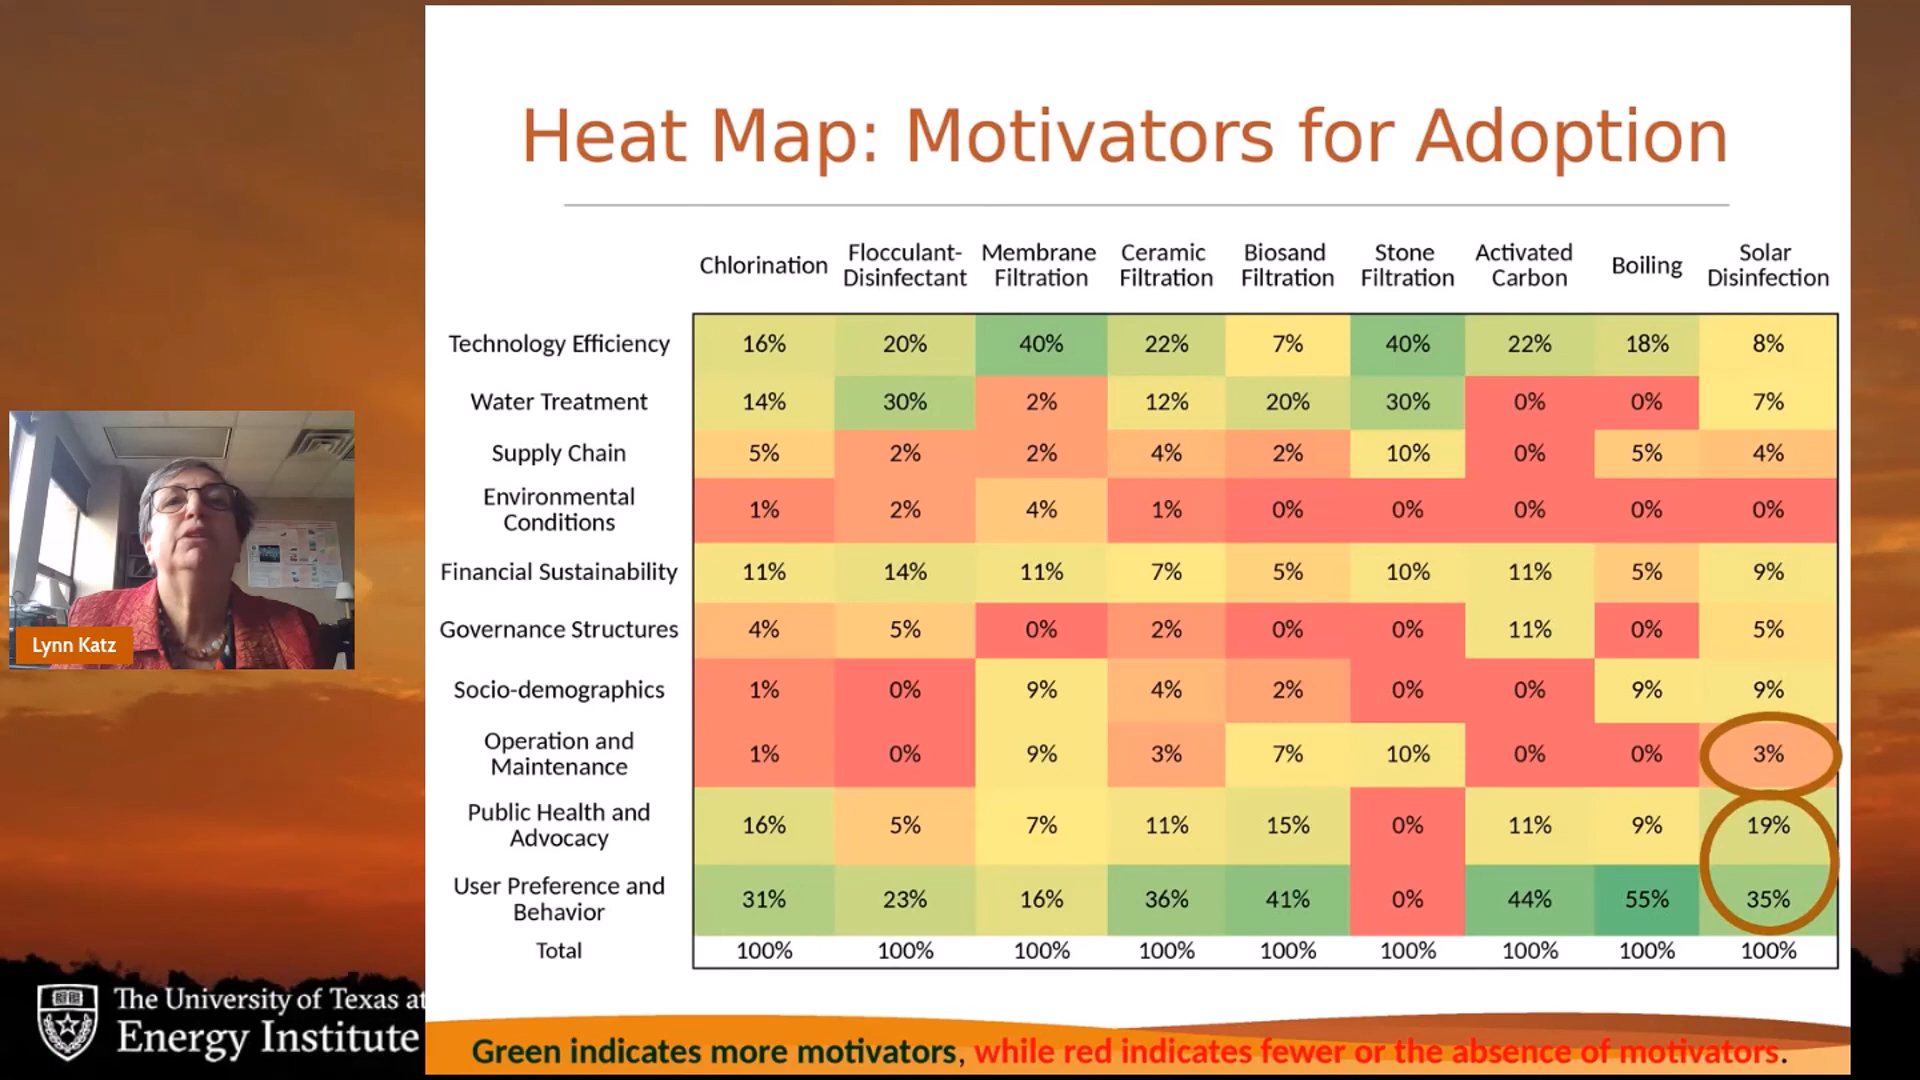 Heat Map: Motivators for Adoption
Chlorination Flocculant-Disinfectant Membrane Filtration Ceramic Filtration Biosand Filtration Stone Filtration Activated Carbon Boiling Solar Disinfection
Technology Efficiency 16% 20% 40% 22% 7% 40% 22% 18% 8%
Water Treatment 14% 30% 2% 12% 20% 30% 0% 0% 7%
Supply Chain 5% 2% 2% 4% 2% 10% 0% 5% 4%
Environmental Conditions 1% 2% 4% 1% 0% 0% 0% 0% 0%
Financial Sustainability 11% 14% 11% 7% 5% 10% 11% 5% 9%
Governance Structures 4% 5% 0% 2% 0% 0% 11% 0% 5%
Socio-demographics 1% 0% 9% 4% 2% 0% 0% 9% 9%
Operation and Maintenance 1% 0% 9% 3% 7% 10% 0% 0% 3%
Public Health and Advocacy 16% 5% 7% 11% 15% 0% 11% 9% 19%
User Preference and Behavior 31% 23% 16% 36% 41% 0% 44% 55% 35%
Total 100% 100% 100% 100% 100% 100% 100% 100% 100%
Green indicates more motivators, while red indicates fewer or the absence of motivators.
Lynn Katz
The University of Texas at
Energy Institute